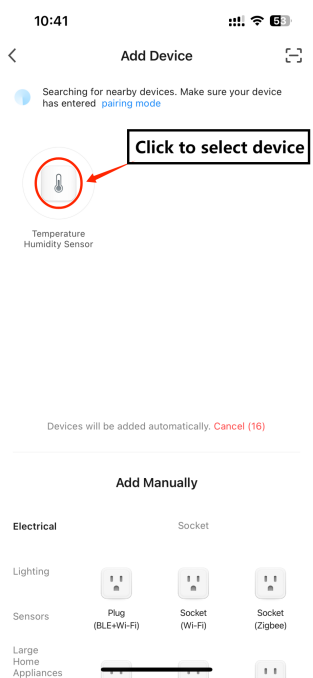 10:41
53
Add Device
Searching for nearby devices. Make sure your device
has entered pairing mode
Click to select device
Temperature
Humidity Sensor
Devices will be added automatically. Cancel (16)
Add Manually
Electrical
Socket
Lighting
Sensors
Plug
(BLE+Wi-Fi)
Socket
(Wi-Fi)
Socket
(Zigbee)
Large
Home
Appliances